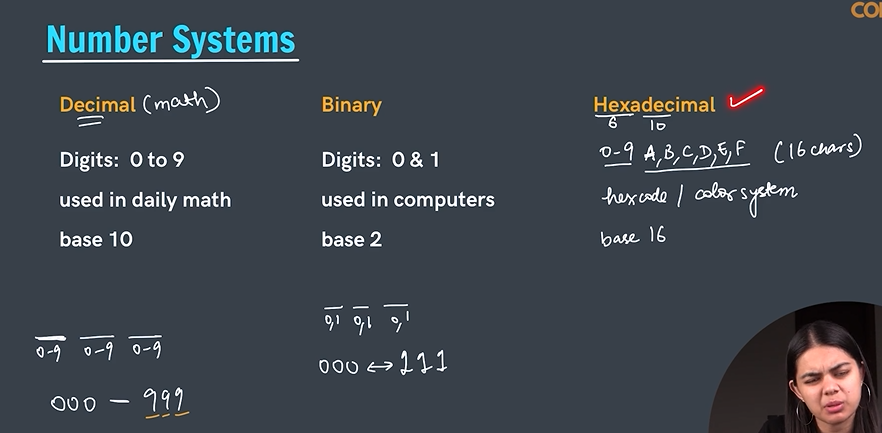 CO
Number Systems
Decimal (math)
Digits: 0 to 9
used in daily math
base 10
0-9 0-9 0-9
000 - 999
Binary
Digits: 0 & 1
used in computers
base 2
0,1 0,1 0,1
000 ↔ 111
Hexadecimal ✓
6 10
0-9 A,B,C,D,E,F (16 chars)
hexcode / color system
base 16